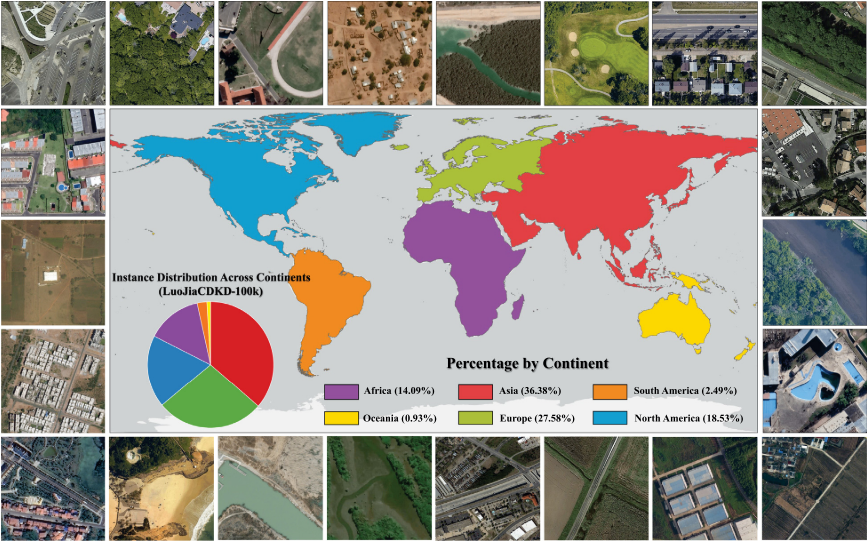 Instance Distribution Across Continents
(LuoJiaCDKD-100k)
Percentage by Continent
Africa (14.09%)
Asia (36.38%)
South America (2.49%)
Oceania (0.93%)
Europe (27.58%)
North America (18.53%)